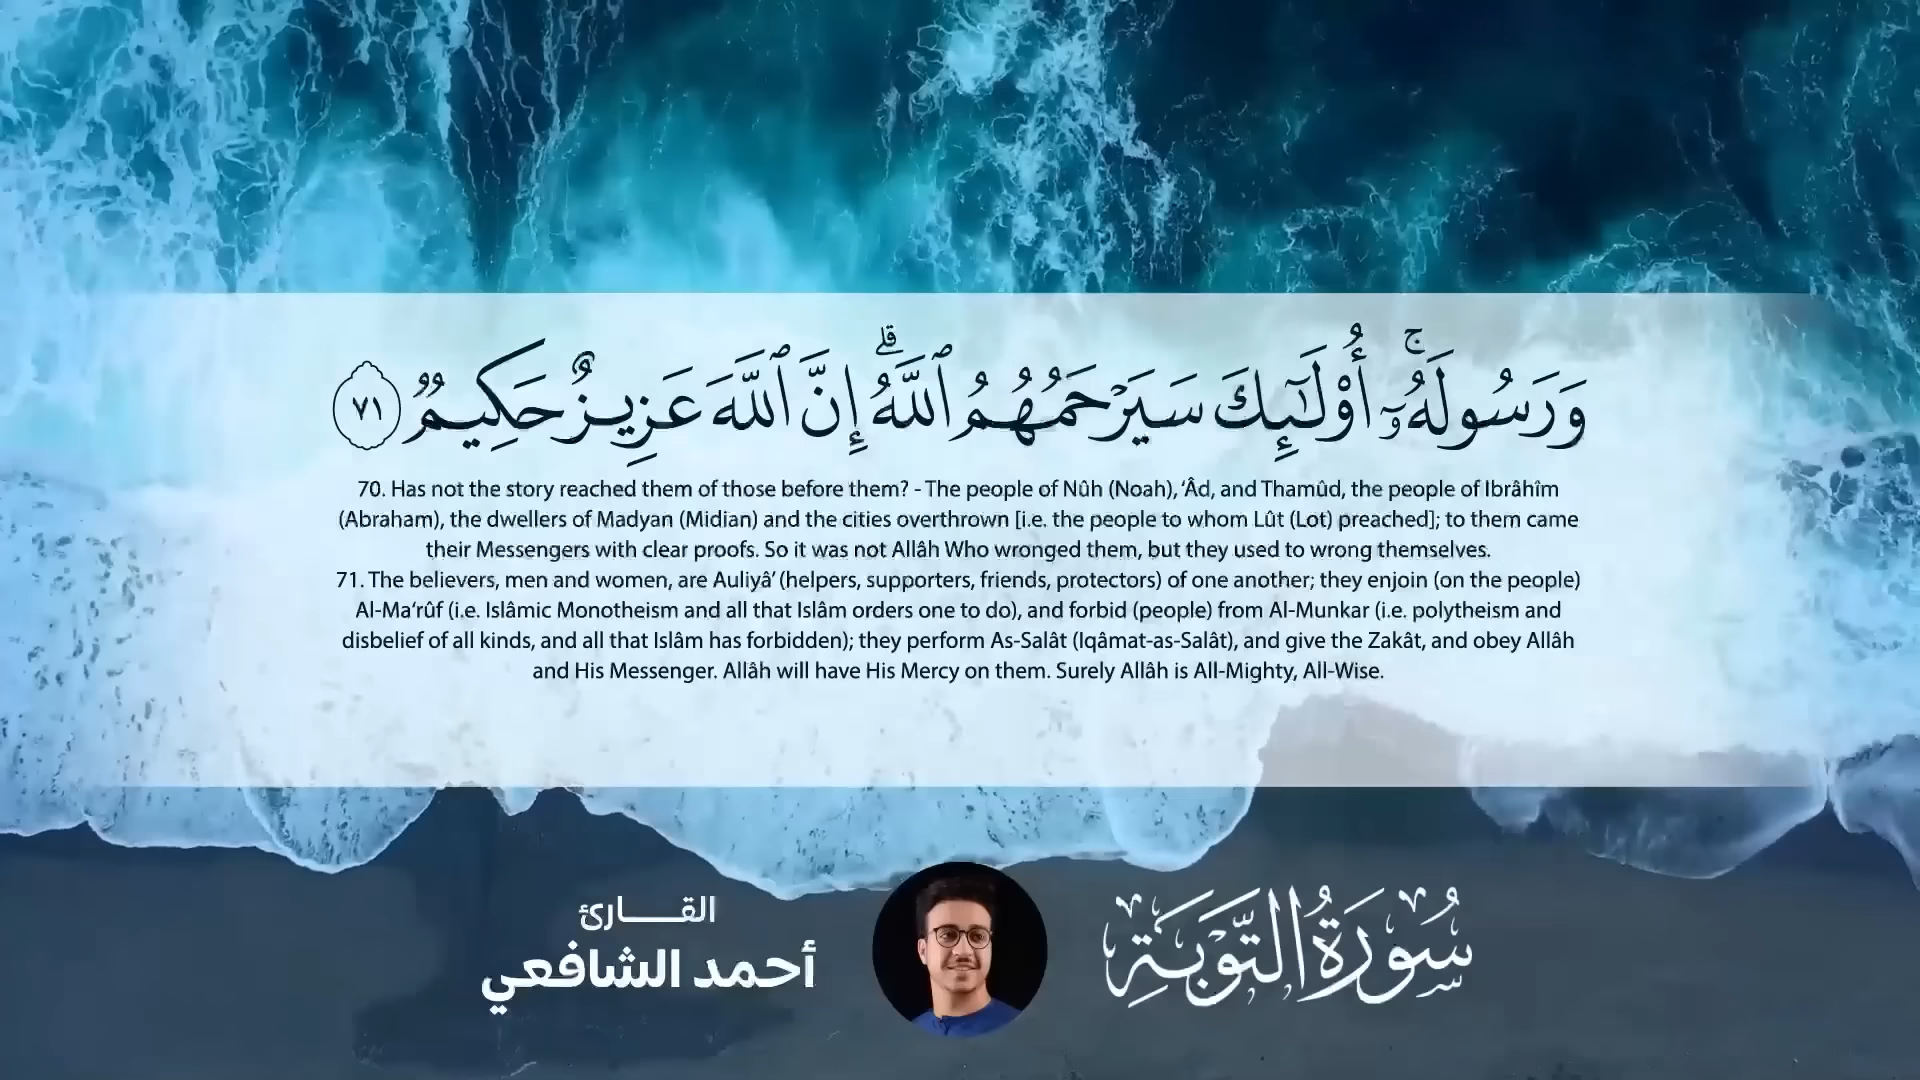 وَرَسُولَهُۥٓۚ أُوْلَٰٓئِكَ سَيَرْحَمُهُمُ ٱللَّهُۗ إِنَّ ٱللَّهَ عَزِيزٌ حَكِيمٌ ٧١
70. Has not the story reached them of those before them? - The people of Nûh (Noah), ‘Âd, and Thamûd, the people of Ibrâhîm
(Abraham), the dwellers of Madyan (Midian) and the cities overthrown [i.e. the people to whom Lût (Lot) preached]; to them came
their Messengers with clear proofs. So it was not Allâh Who wronged them, but they used to wrong themselves.
71. The believers, men and women, are Auliyâ’ (helpers, supporters, friends, protectors) of one another; they enjoin (on the people)
Al-Ma‘rûf (i.e. Islâmic Monotheism and all that Islâm orders one to do), and forbid (people) from Al-Munkar (i.e. polytheism and
disbelief of all kinds, and all that Islâm has forbidden); they perform As-Salât (Iqâmat-as-Salât), and give the Zakât, and obey Allâh
and His Messenger. Allâh will have His Mercy on them. Surely Allâh is All-Mighty, All-Wise.
سُورَةُ التَّوْبَةِ
القـــــارئ
أحمد الشافعي